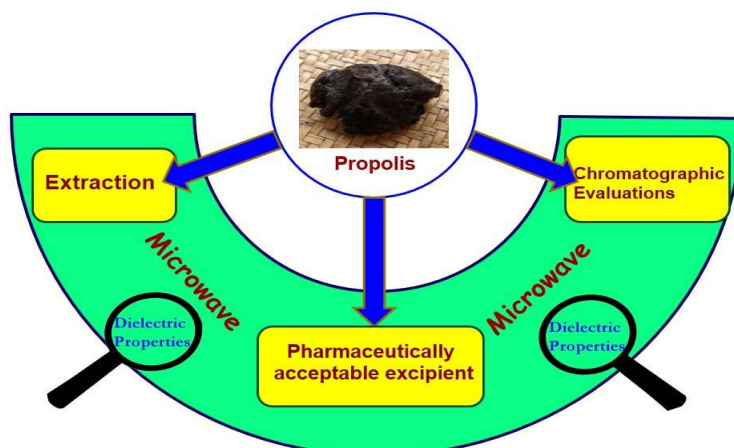 Propolis
Extraction
Chromatographic
Evaluations
Microwave
Microwave
Dielectric
Properties
Dielectric
Properties
Pharmaceutically
acceptable excipient